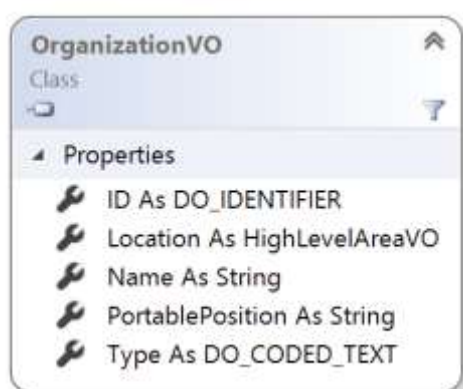 OrganizationVO
Class
Properties
ID As DO_IDENTIFIER
Location As HighLevelAreaVO
Name As String
PortablePosition As String
Type As DO_CODED_TEXT